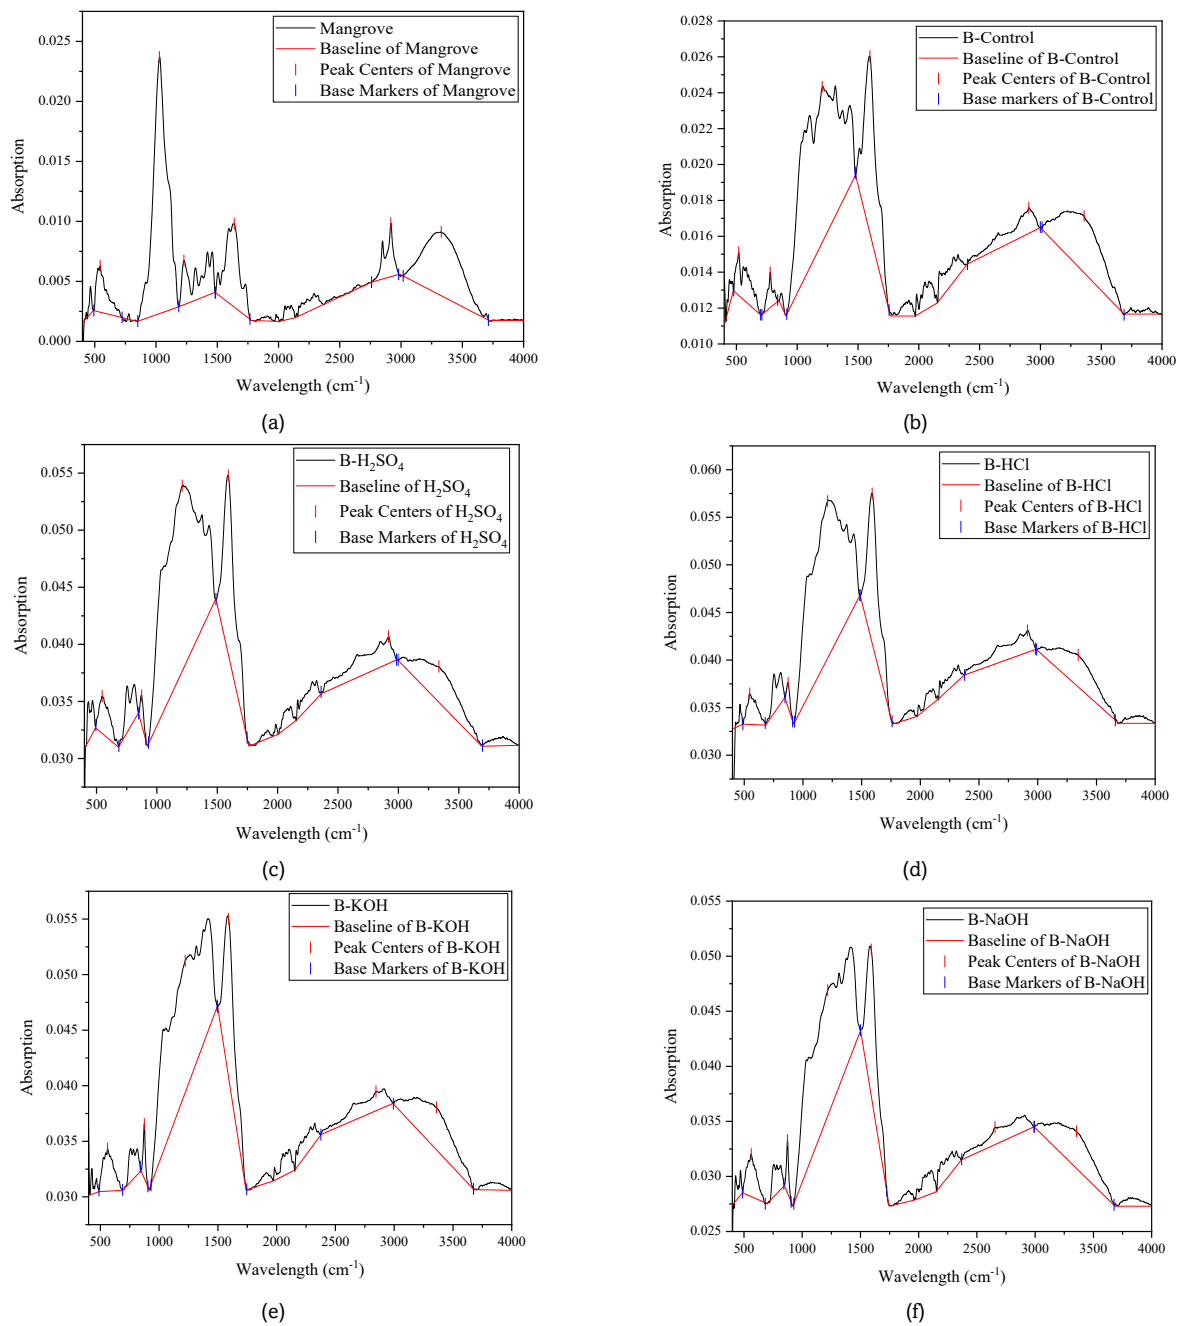 Mangrove
Baseline of Mangrove
Peak Centers of Mangrove
Base Markers of Mangrove
0.025
0.020
0.015
0.010
0.005
0.000
Absorption
500 1000 1500 2000 2500 3000 3500 4000
Wavelength (cm⁻¹)
(a)
B-Control
Baseline of B-Control
Peak Centers of B-Control
Base markers of B-Control
0.028
0.026
0.024
0.022
0.020
0.018
0.016
0.014
0.012
0.010
Absorption
500 1000 1500 2000 2500 3000 3500 4000
Wavelength (cm⁻¹)
(b)
B-H₂SO₄
Baseline of H₂SO₄
Peak Centers of H₂SO₄
Base Markers of H₂SO₄
0.055
0.050
0.045
0.040
0.035
0.030
Absorption
500 1000 1500 2000 2500 3000 3500 4000
Wavelength (cm⁻¹)
(c)
B-HCl
Baseline of B-HCl
Peak Centers of B-HCl
Base Markers of B-HCl
0.060
0.055
0.050
0.045
0.040
0.035
0.030
Absorption
500 1000 1500 2000 2500 3000 3500 4000
Wavelength (cm⁻¹)
(d)
B-KOH
Baseline of B-KOH
Peak Centers of B-KOH
Base Markers of B-KOH
0.055
0.050
0.045
0.040
0.035
0.030
Absorption
500 1000 1500 2000 2500 3000 3500 4000
Wavelength (cm⁻¹)
(e)
B-NaOH
Baseline of B-NaOH
Peak Centers of B-NaOH
Base Markers of B-NaOH
0.055
0.050
0.045
0.040
0.035
0.030
0.025
Absorption
500 1000 1500 2000 2500 3000 3500 4000
Wavelength (cm⁻¹)
(f)